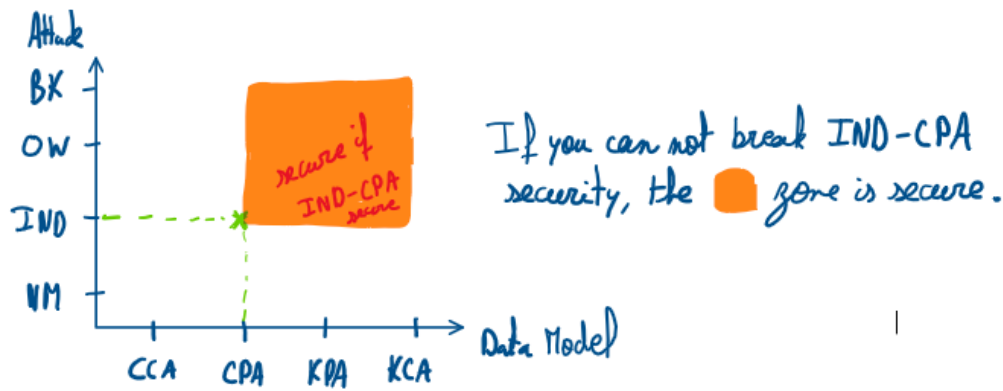 Attack
BK
OW
IND
NM
secure if
IND-CPA
secure
CCA
CPA
KPA
KCA
Data Model
If you can not break IND-CPA
security, the zone is secure.